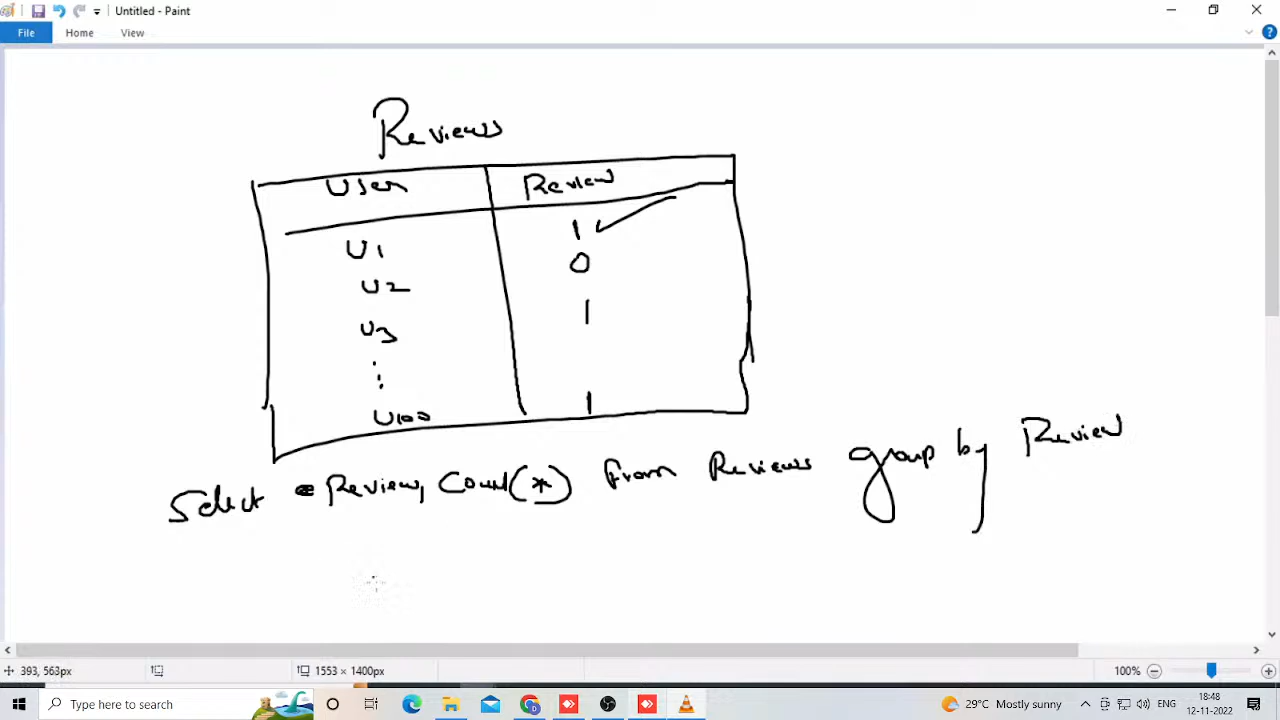 Untitled - Paint
File Home View
Reviews
User Review
U1 1
U2 0
U3 1
⋮
U100 1
Select Review, Count(*) From Reviews group by Review
393, 563px 1553 × 1400px 100%
Type here to search 29°C Mostly sunny ENG 18:48
12-11-2022